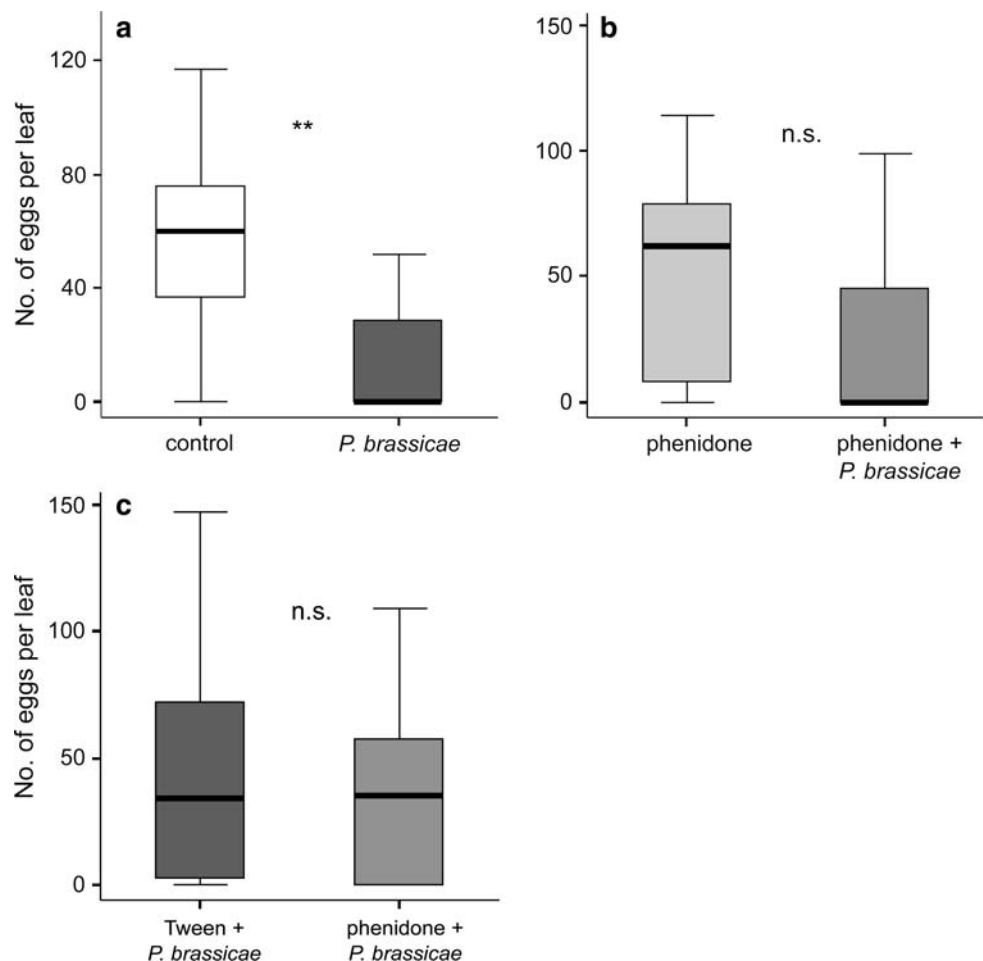 a
No. of eggs per leaf
120
80
40
0
**
control
P. brassicae
b
150
100
50
0
n.s.
phenidone
phenidone +
P. brassicae
c
No. of eggs per leaf
150
100
50
0
n.s.
Tween +
P. brassicae
phenidone +
P. brassicae